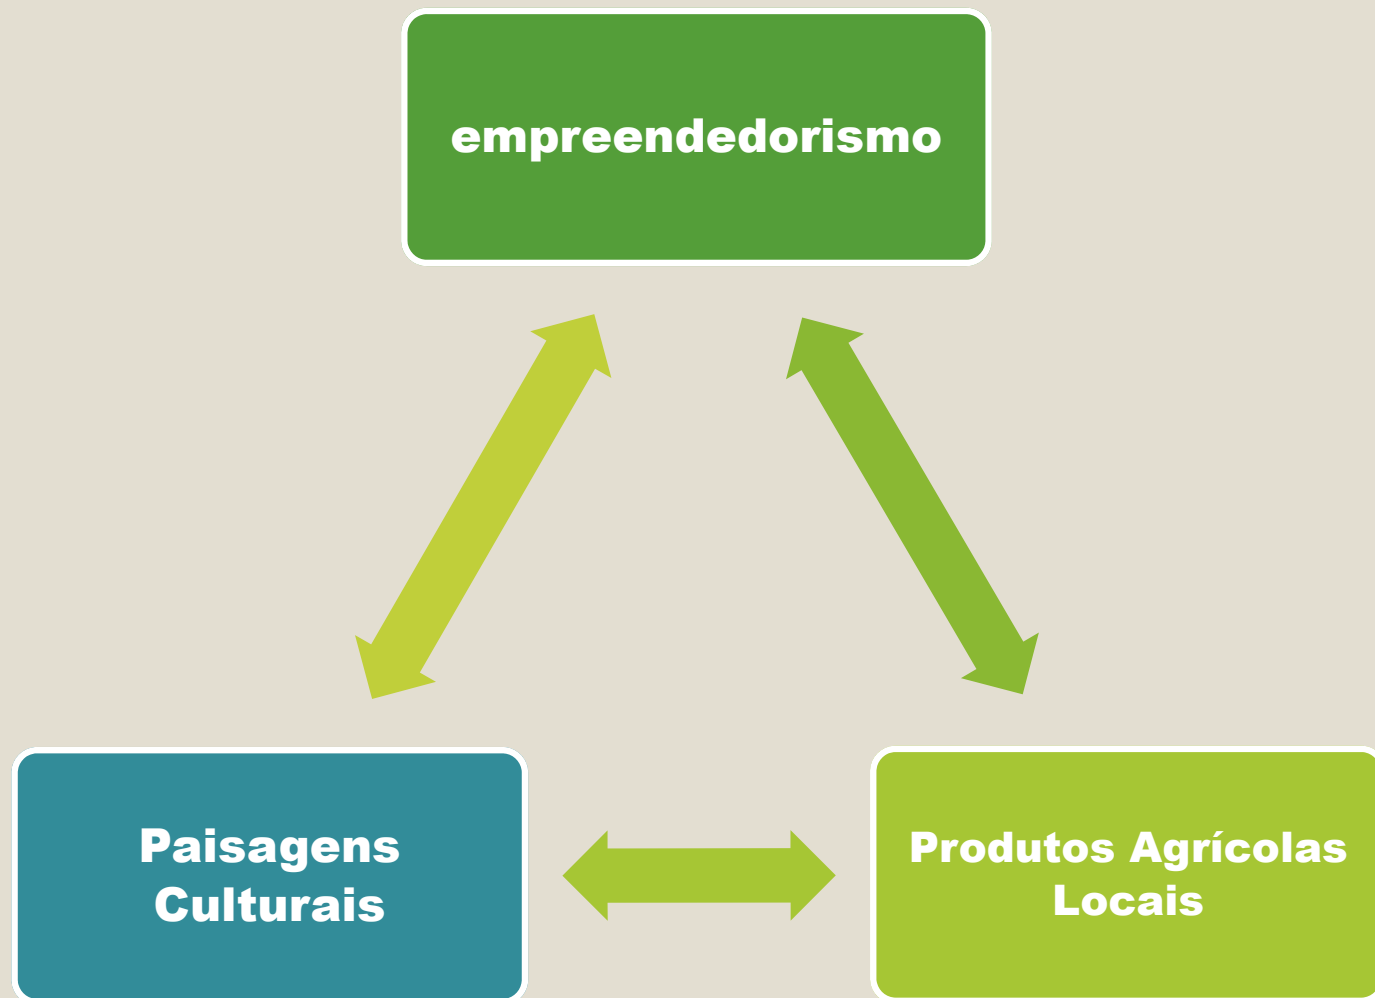 empreendedorismo
Paisagens
Culturais
Produtos Agrícolas
Locais